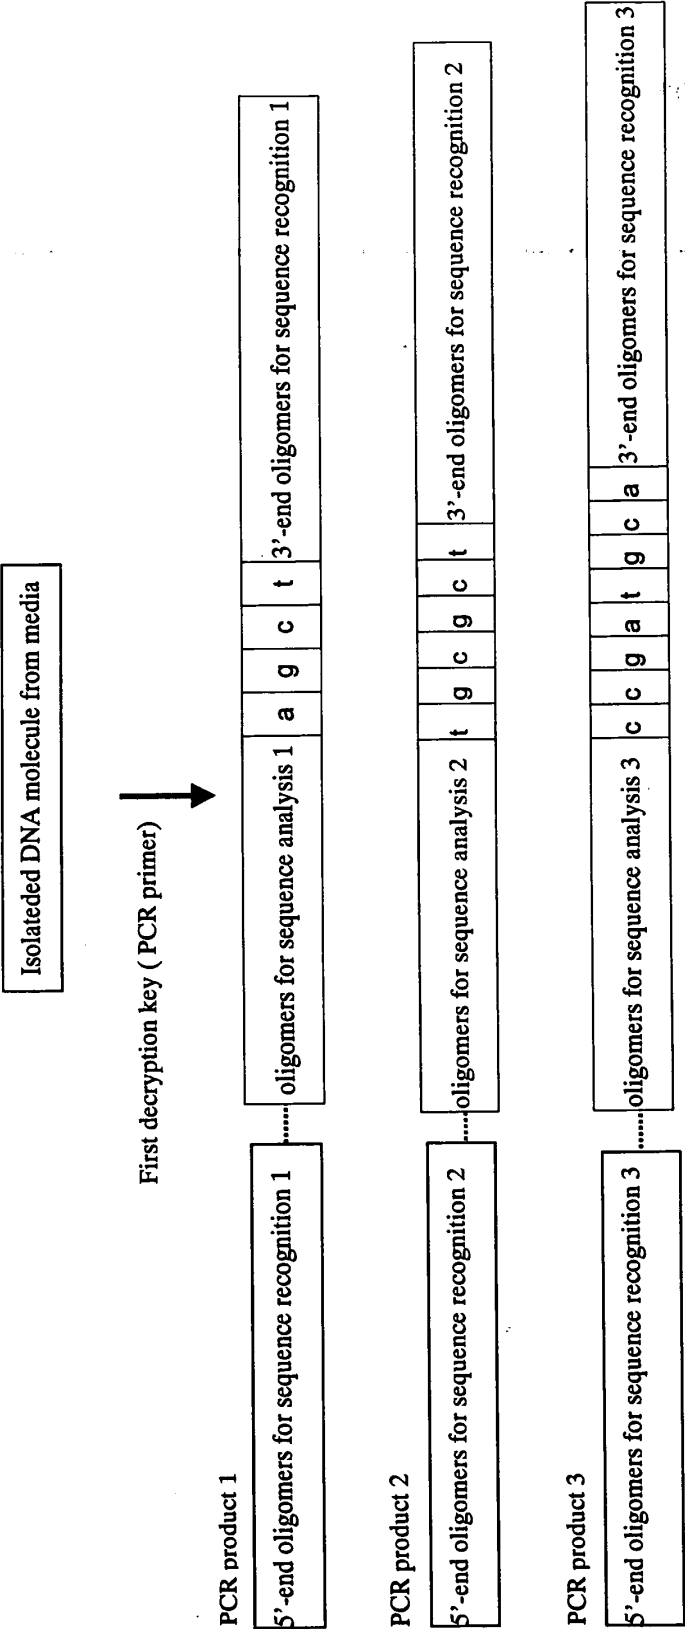 Isolateded DNA molecule from media
First decryption key ( PCR primer)
PCR product 1
5’-end oligomers for sequence recognition 1 oligomers for sequence analysis 1 a g c t 3’-end oligomers for sequence recognition 1
PCR product 2
5’-end oligomers for sequence recognition 2 oligomers for sequence analysis 2 t g c g c t 3’-end oligomers for sequence recognition 2
PCR product 3
5’-end oligomers for sequence recognition 3 oligomers for sequence analysis 3 c c g a t g c a 3’-end oligomers for sequence recognition 3